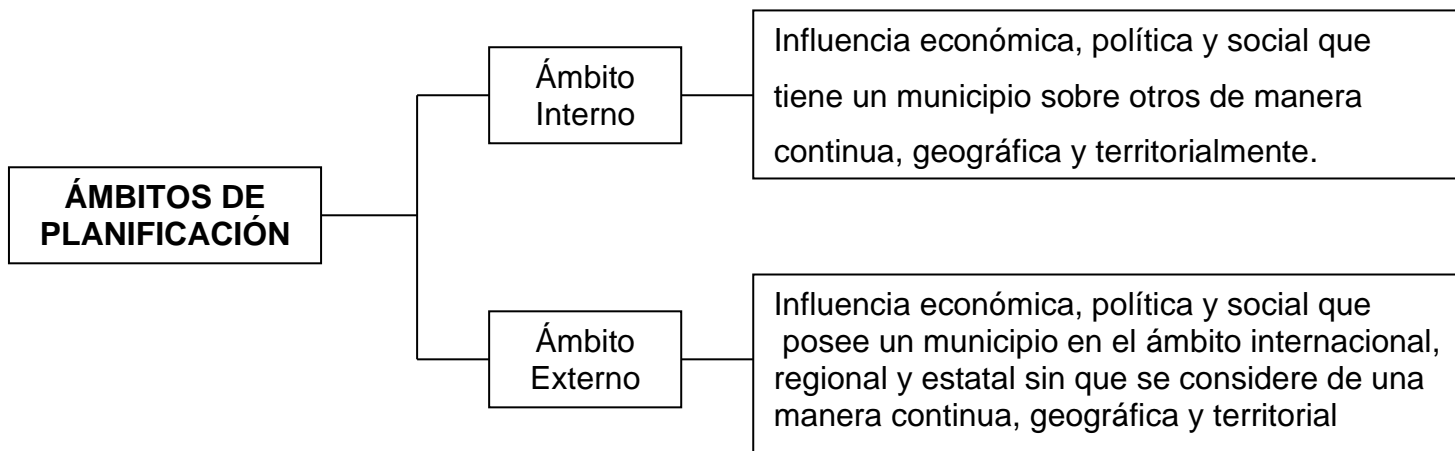 ÁMBITOS DE
PLANIFICACIÓN
Ámbito
Interno
Influencia económica, política y social que
tiene un municipio sobre otros de manera
continua, geográfica y territorialmente.
Ámbito
Externo
Influencia económica, política y social que
posee un municipio en el ámbito internacional,
regional y estatal sin que se considere de una
manera continua, geográfica y territorial